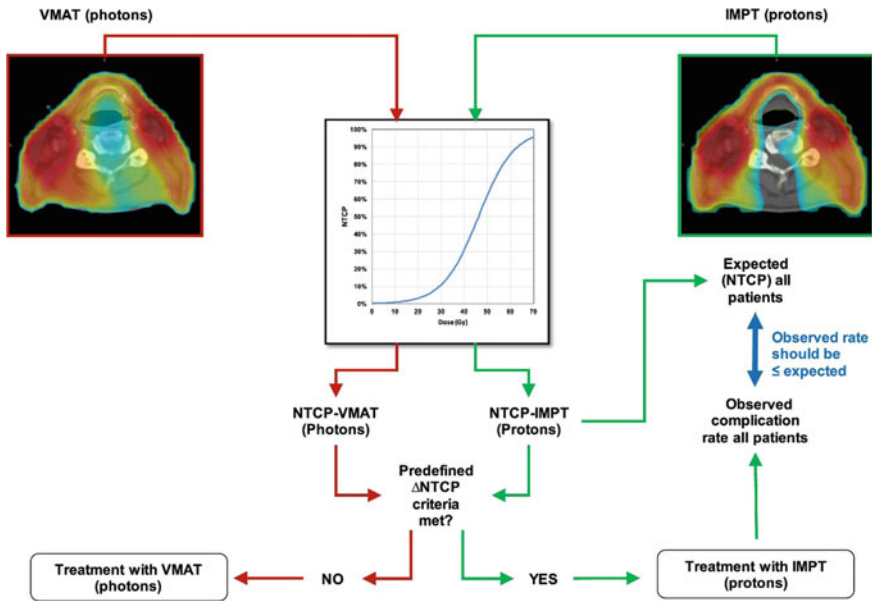 VMAT (photons)
IMPT (protons)
100%
90%
80%
70%
60%
50%
40%
30%
20%
10%
0%
NTCP
0 10 20 30 40 50 60 70
Dose (Gy)
Expected
(NTCP) all
patients
Observed rate
should be
≤ expected
Observed
complication
rate all patients
NTCP-VMAT
(Photons)
NTCP-IMPT
(Protons)
Predefined
ΔNTCP
criteria
met?
Treatment with VMAT
(photons)
NO
YES
Treatment with IMPT
(protons)